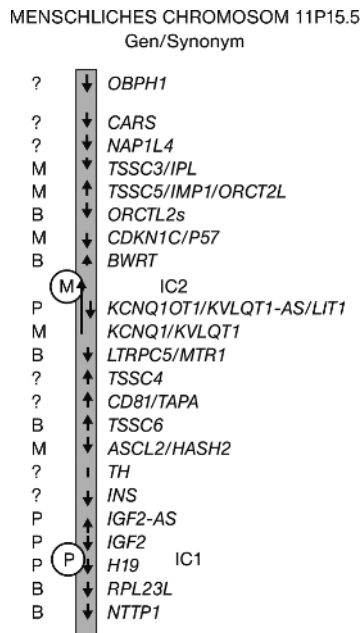 MENSCHLICHES CHROMOSOM 11P15.5
Gen/Synonym
? OBPH1
? CARS
? NAP1L4
M TSSC3/IPL
M TSSC5/IMP1/ORCT2L
B ORCTL2s
M CDKN1C/P57
B BWRT
M IC2
P KCNQ1OT1/KVLQT1-AS/LIT1
M KCNQ1/KVLQT1
B LTRPC5/MTR1
? TSSC4
? CD81/TAPA
B TSSC6
M ASCL2/HASH2
? TH
? INS
P IGF2-AS
P IGF2
P IC1
P H19
B RPL23L
B NTTP1